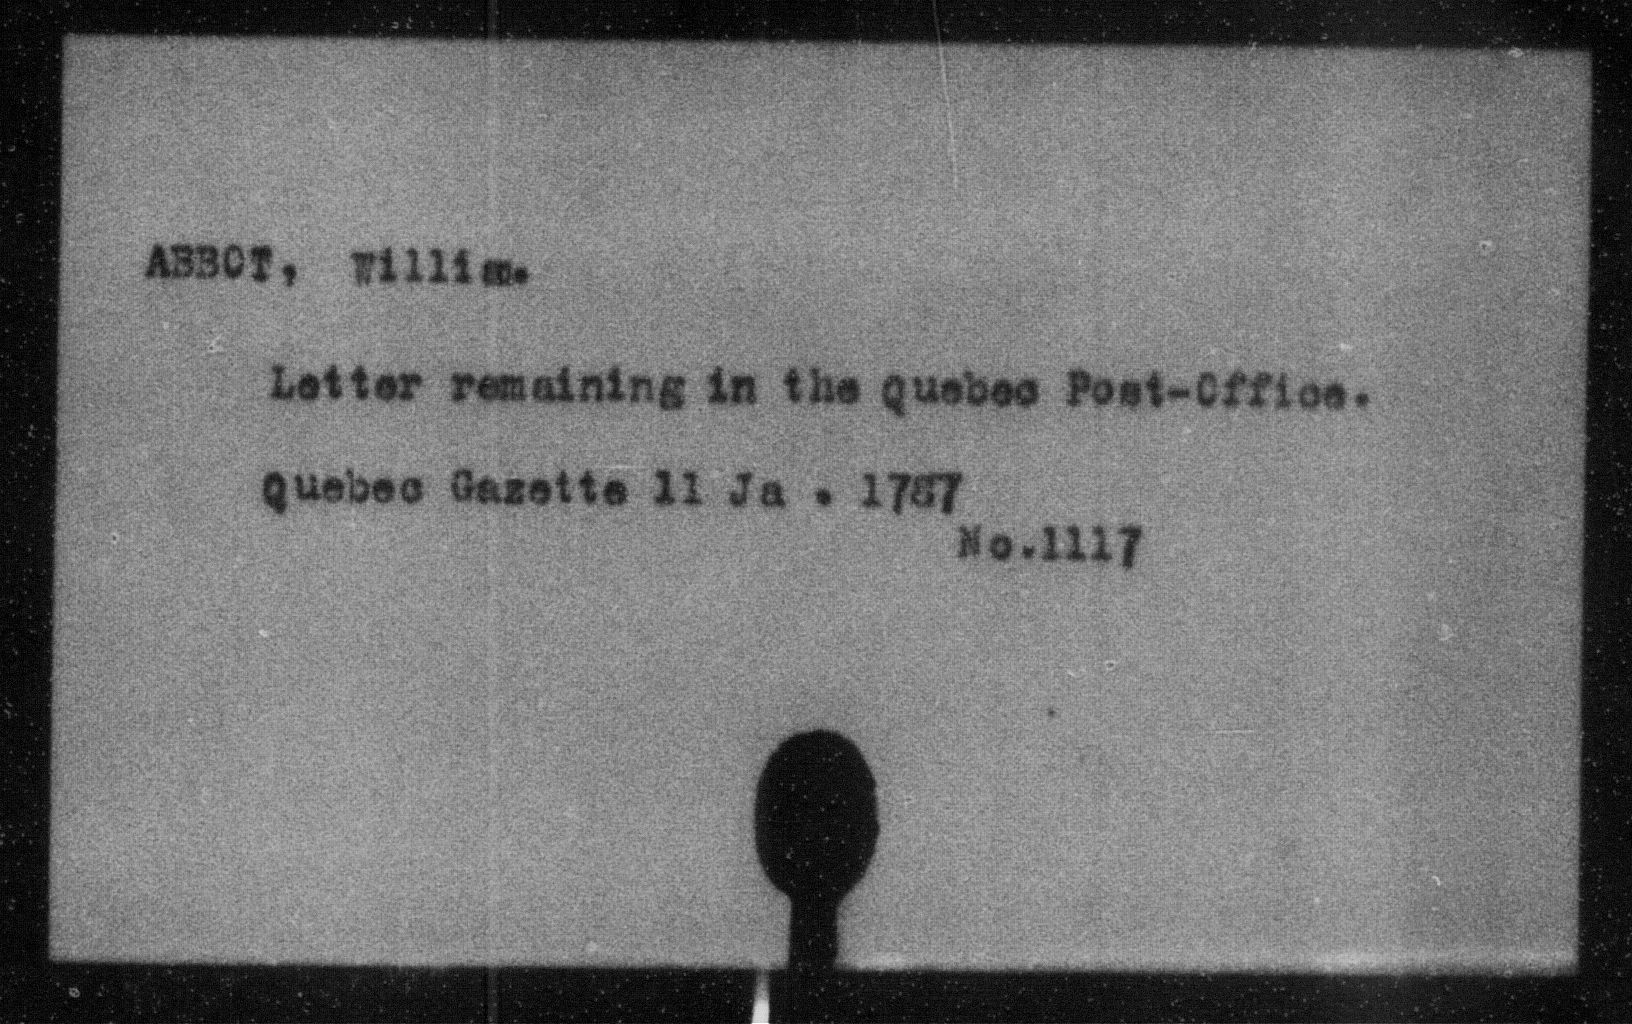 ABBOT, William.
Letter remaining in the Quebec Post-Office.
Quebec Gazette 11 Ja . 1787
No.1117